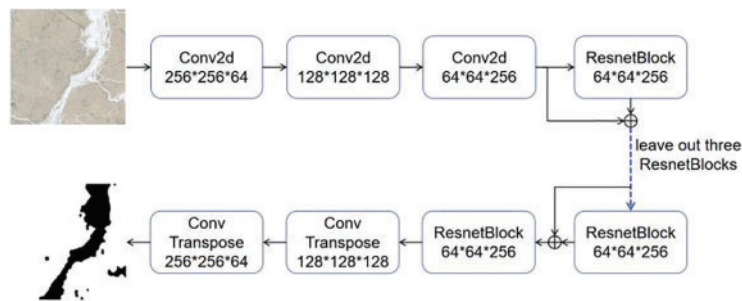 Conv2d
256*256*64
Conv2d
128*128*128
Conv2d
64*64*256
ResnetBlock
64*64*256
leave out three
ResnetBlocks
Conv
Transpose
256*256*64
Conv
Transpose
128*128*128
ResnetBlock
64*64*256
ResnetBlock
64*64*256